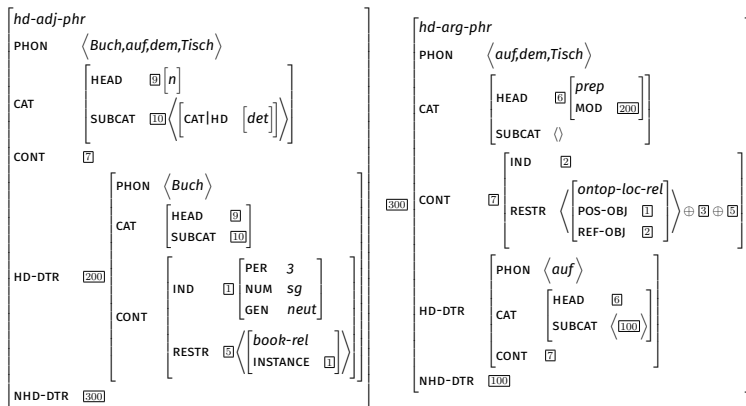 hd-adj-phr
PHON ⟨Buch,auf,dem,Tisch⟩
CAT [HEAD 9[n]
SUBCAT 10⟨[CAT|HD [det]]⟩]
CONT 7
HD-DTR 200
PHON ⟨Buch⟩
CAT [HEAD 9
SUBCAT 10]
CONT
IND 1[PER 3
NUM sg
GEN neut]
RESTR 5⟨[book-rel
INSTANCE 1]⟩
NHD-DTR 300
300
hd-arg-phr
PHON ⟨auf,dem,Tisch⟩
CAT [HEAD 6[prep
MOD 200]
SUBCAT ⟨⟩]
CONT 7[IND 2
RESTR ⟨[ontop-loc-rel
POS-OBJ 1
REF-OBJ 2]⟩ ⊕ 3 ⊕ 5]
HD-DTR
PHON ⟨auf⟩
CAT [HEAD 6
SUBCAT ⟨100⟩]
CONT 7
NHD-DTR 100